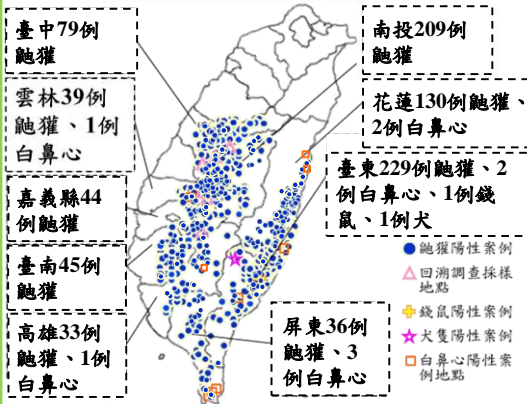 臺中79例
鼬獾
南投209例
鼬獾
雲林39例
鼬獾、1例
白鼻心
花蓮130例鼬獾、
2例白鼻心
臺東229例鼬獾、2
例白鼻心、1例錢
鼠、1例犬
嘉義縣44
例鼬獾
臺南45例
鼬獾
高雄33例
鼬獾、1例
白鼻心
屏東36例
鼬獾、3
例白鼻心
鼬獾陽性案例
回溯調查採樣
地點
錢鼠陽性案例
犬隻陽性案例
白鼻心陽性案
例地點